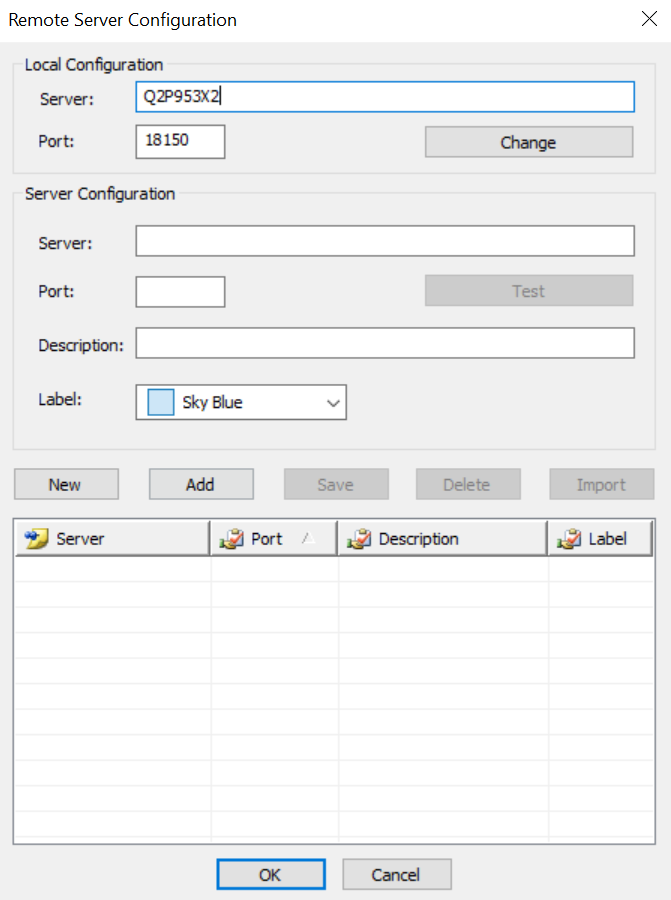 Remote Server Configuration
Local Configuration
Server: Q2P953X2
Port: 18150 Change
Server Configuration
Server:
Port: Test
Description:
Label: Sky Blue
New Add Save Delete Import
Server Port Description Label
OK Cancel